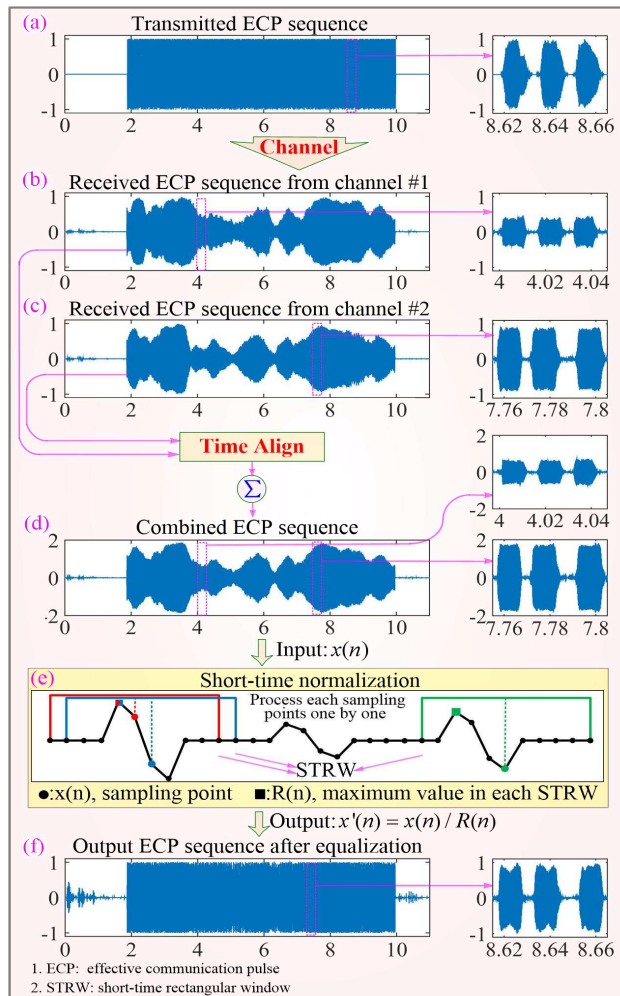 (a) Transmitted ECP sequence
1
0
-1
0 2 4 6 8 10
1
0
-1
8.62 8.64 8.66
Channel
(b) Received ECP sequence from channel #1
1
0
-1
0 2 4 6 8 10
1
0
-1
4 4.02 4.04
(c) Received ECP sequence from channel #2
1
0
-1
0 2 4 6 8 10
1
0
-1
7.76 7.78 7.8
Time Align
Σ
2
0
-2
4 4.02 4.04
(d) Combined ECP sequence
2
0
-2
0 2 4 6 8 10
2
0
-2
7.76 7.78 7.8
Input: x(n)
(e) Short-time normalization
Process each sampling
points one by one
STRW
●:x(n), sampling point ■:R(n), maximum value in each STRW
Output: x'(n) = x(n) / R(n)
(f) Output ECP sequence after equalization
1
0
-1
0 2 4 6 8 10
1
0
-1
8.62 8.64 8.66
1. ECP: effective communication pulse
2. STRW: short-time rectangular window